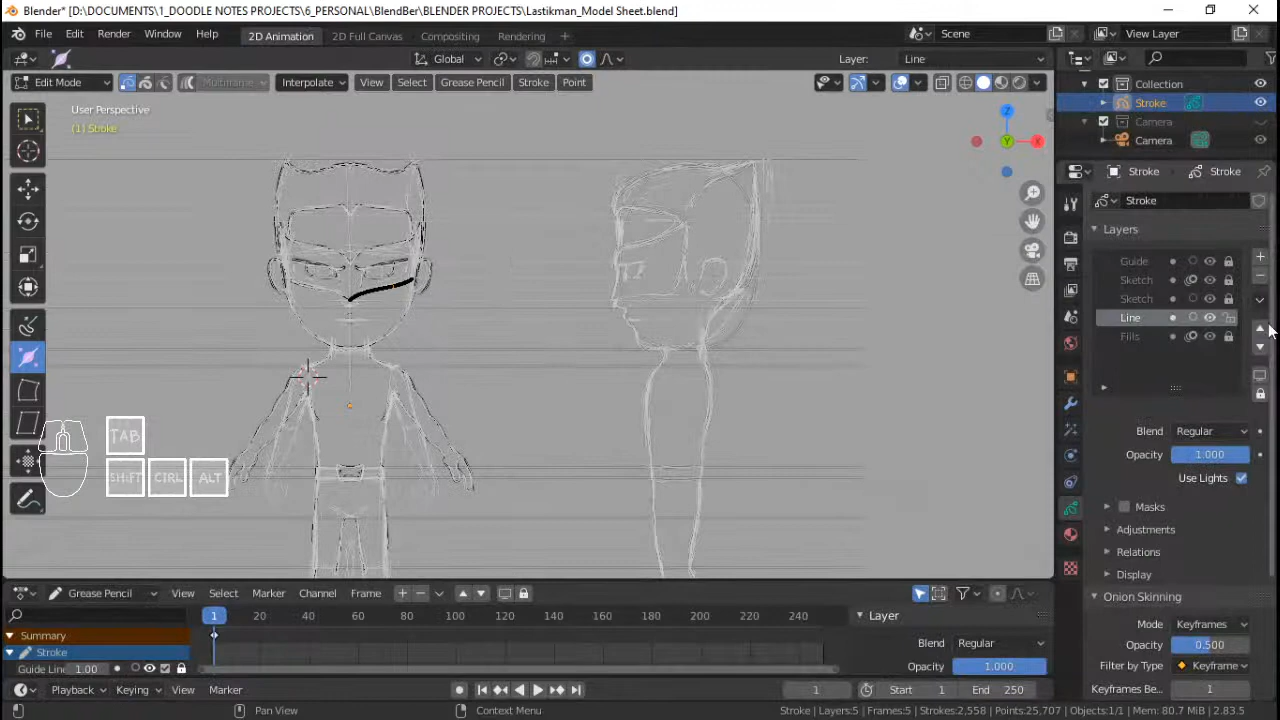 Blender* [D:\DOCUMENTS\1_DOODLE NOTES PROJECTS\6_PERSONAL\BlendBer\BLENDER PROJECTS\Lastikman_Model Sheet.blend]
File Edit Render Window Help 2D Animation 2D Full Canvas Compositing Rendering + Scene View Layer
Global Layer: Line
Edit Mode Multiframe Interpolate View Select Grease Pencil Stroke Point
Collection
Stroke
Camera
Camera
User Perspective
(1) Stroke
Z
Y
X
Stroke Stroke
Stroke
Layers
Guide
Sketch
Sketch
Line
Fills
TAB
SHIFT CTRL ALT
Blend Regular
Opacity 1.000
Use Lights
Masks
Adjustments
Relations
Display
Onion Skinning
Mode Keyframes
Opacity 0.500
Filter by Type Keyframe
Keyframes Be... 1
Grease Pencil View Select Marker Channel Frame
1 20 40 60 80 100 120 140 160 180 200 220 240
Summary
Stroke
Guide Line 1.00
Layer
Blend Regular
Opacity 1.000
Playback Keying View Marker 1 Start 1 End 250
Pan View Context Menu Stroke | Layers:5 | Frames:5 | Strokes:2,558 | Points:25,707 | Objects:1/1 | Mem: 80.7 MiB | 2.83.5